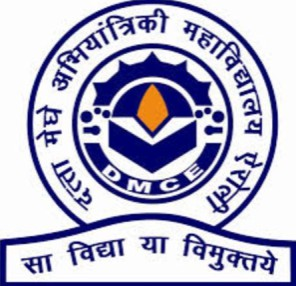 दत्ता मेघे अभियांत्रिकी महाविद्यालय ऐरोली
DMCE
सा विद्या या विमुक्तये